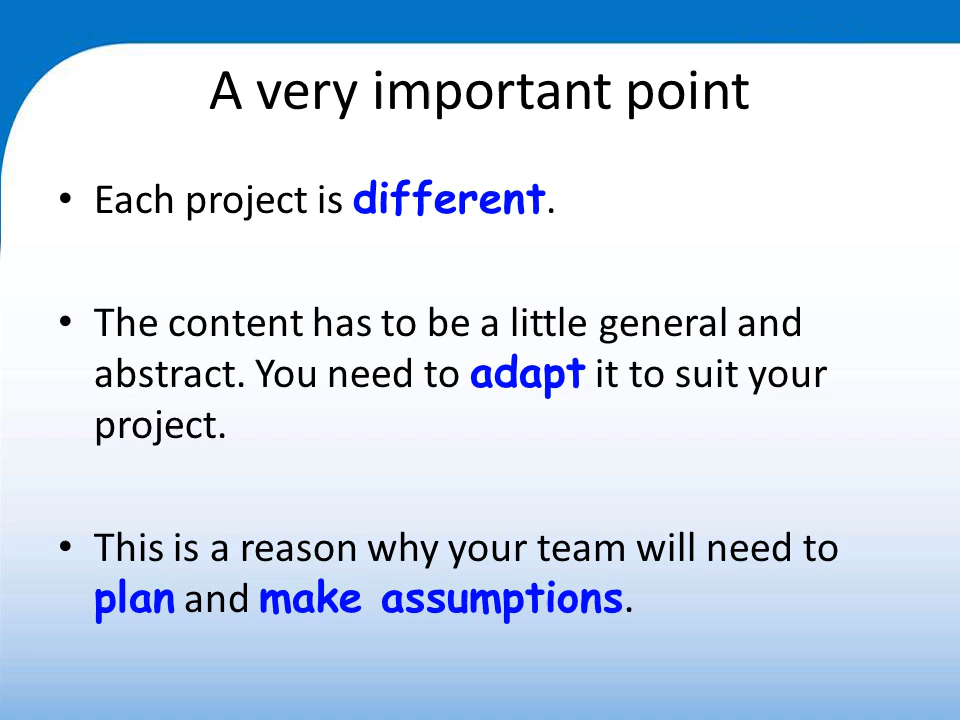 A very important point
• Each project is different.
• The content has to be a little general and
abstract. You need to adapt it to suit your
project.
• This is a reason why your team will need to
plan and make assumptions.